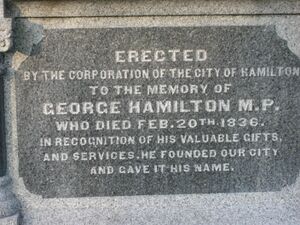 ERECTED
BY THE CORPORATION OF THE CITY OF HAMILTON
TO THE MEMORY OF
GEORGE HAMILTON M.P.
WHO DIED FEB. 20TH. 1836.
IN RECOGNITION OF HIS VALUABLE GIFTS
AND SERVICES. HE FOUNDED OUR CITY
AND GAVE IT HIS NAME.